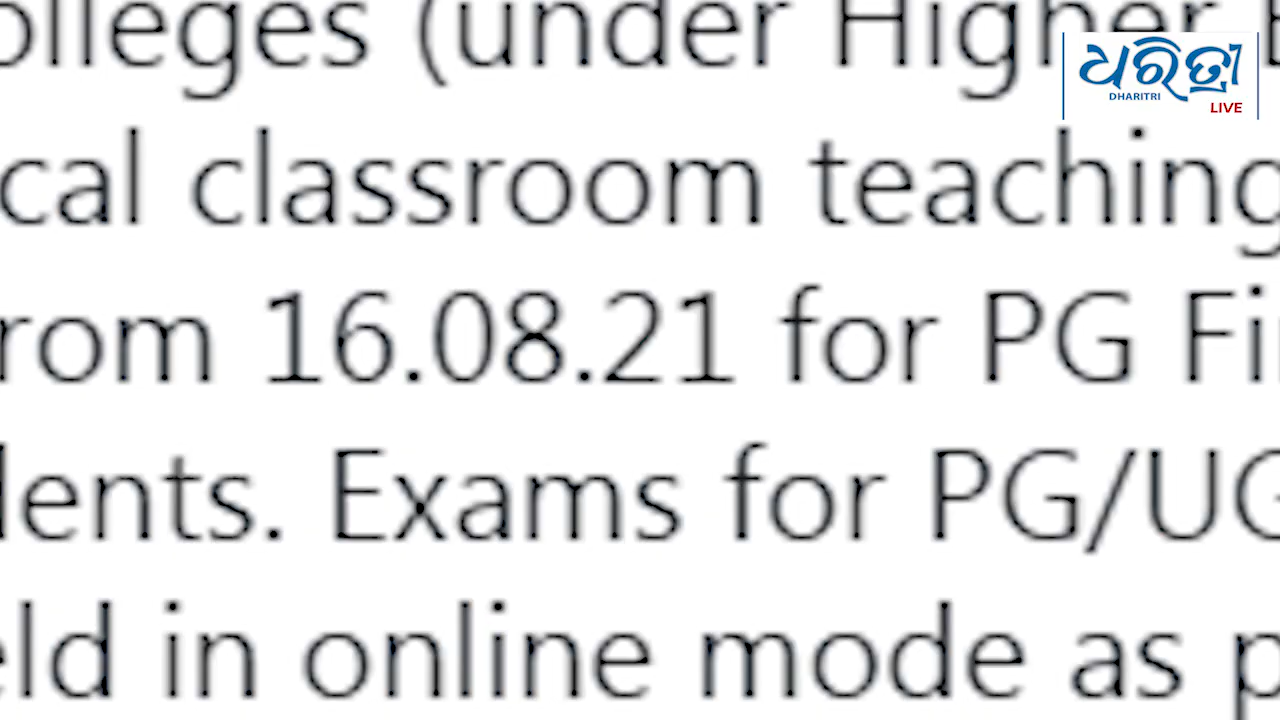 olleges (under Higher E
cal classroom teaching
rom 16.08.21 for PG Fi
dents. Exams for PG/UG
eld in online mode as p
ଧରିତ୍ରୀ
DHARITRI
LIVE